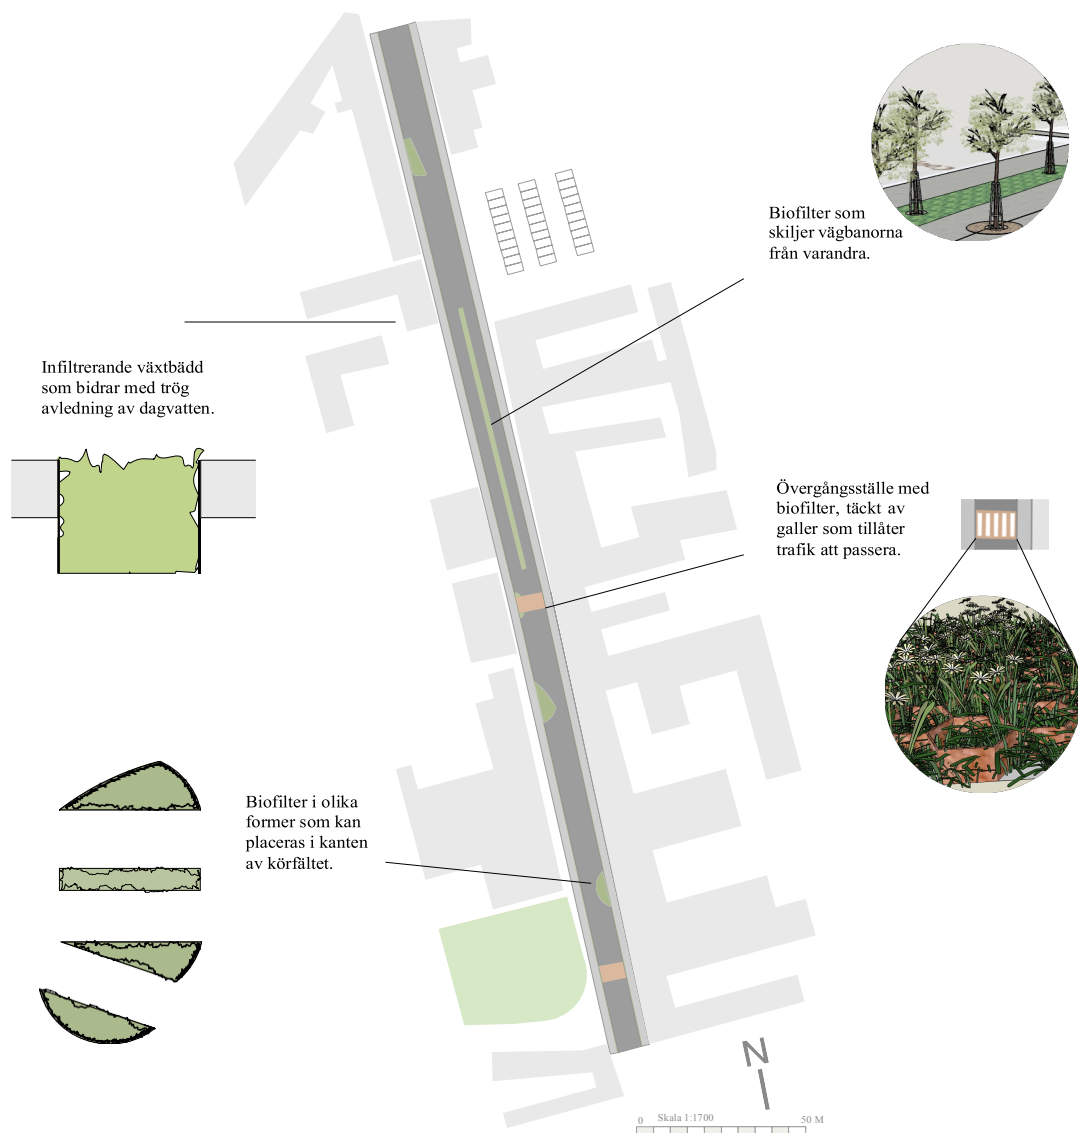 Biofilter som
skiljer vägbanorna
från varandra.
Infiltrerande växtbädd
som bidrar med trög
avledning av dagvatten.
Övergångsställe med
biofilter, täckt av
galler som tillåter
trafik att passera.
Biofilter i olika
former som kan
placeras i kanten
av körfältet.
N
0 Skala 1:1700 50 M